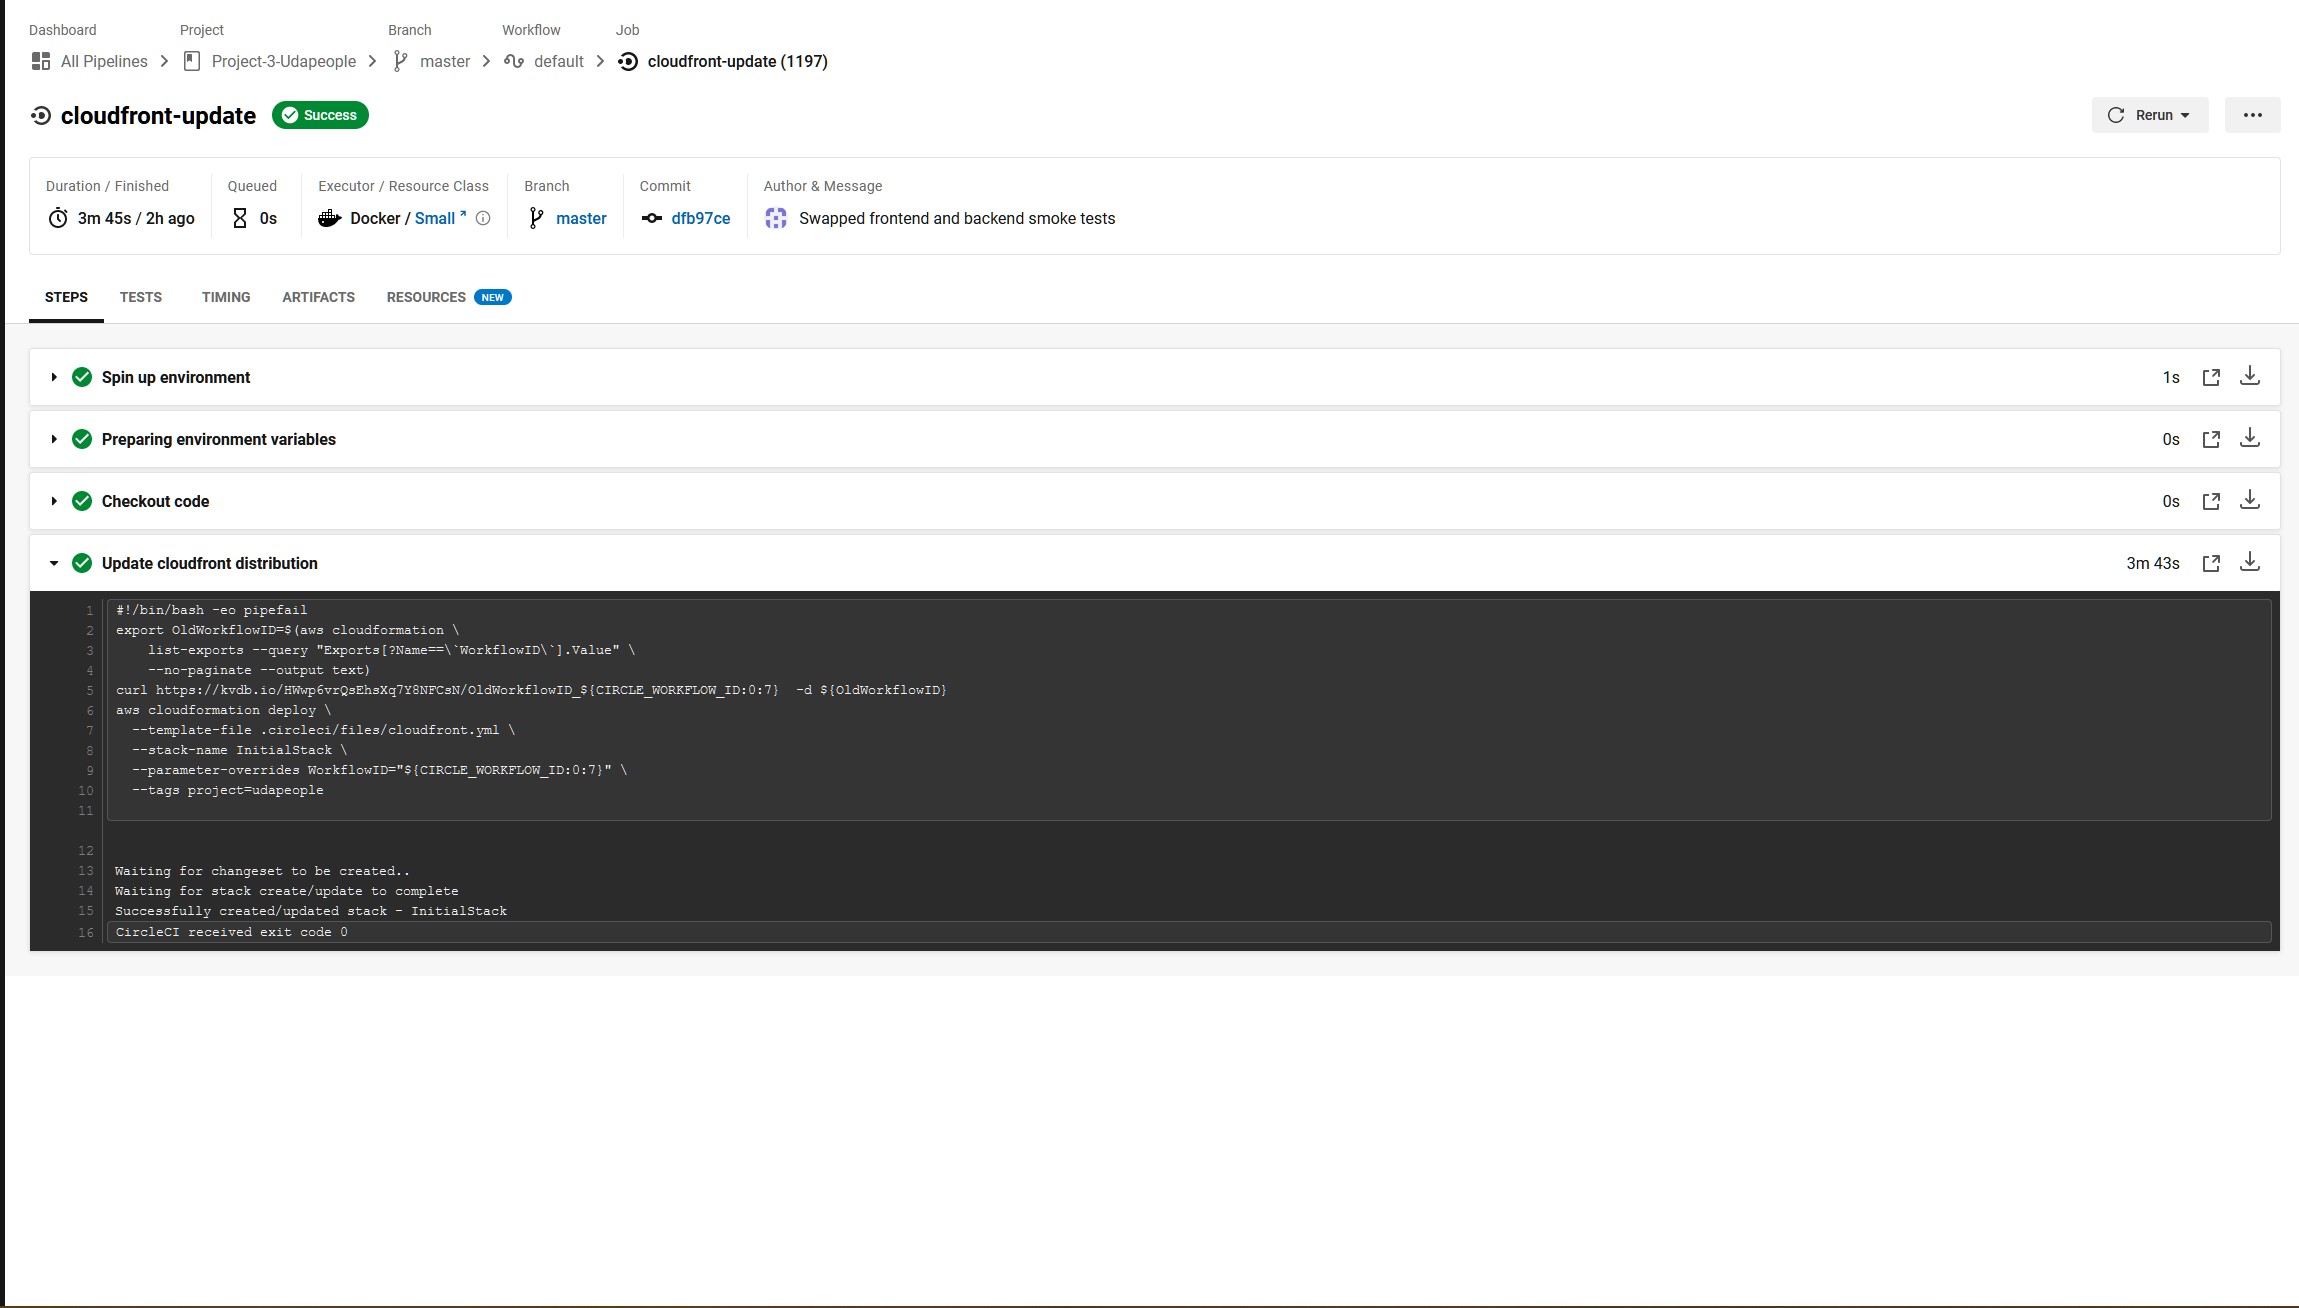 Dashboard Project Branch Workflow Job
All Pipelines Project-3-Udapeople master default cloudfront-update (1197)
cloudfront-update Success Rerun
Duration / Finished Queued Executor / Resource Class Branch Commit Author & Message
3m 45s / 2h ago 0s Docker / Small master dfb97ce Swapped frontend and backend smoke tests
STEPS TESTS TIMING ARTIFACTS RESOURCES NEW
Spin up environment 1s
Preparing environment variables 0s
Checkout code 0s
Update cloudfront distribution 3m 43s
1 #!/bin/bash -eo pipefail
2 export OldWorkflowID=$(aws cloudformation \
3 list-exports --query "Exports[?Name==\`WorkflowID\`].Value" \
4 --no-paginate --output text)
5 curl https://kvdb.io/HWwp6vrQsEhsXq7Y8NFCsN/OldWorkflowID_${CIRCLE_WORKFLOW_ID:0:7} -d ${OldWorkflowID}
6 aws cloudformation deploy \
7 --template-file .circleci/files/cloudfront.yml \
8 --stack-name InitialStack \
9 --parameter-overrides WorkflowID="${CIRCLE_WORKFLOW_ID:0:7}" \
10 --tags project=udapeople
11
12
13 Waiting for changeset to be created..
14 Waiting for stack create/update to complete
15 Successfully created/updated stack - InitialStack
16 CircleCI received exit code 0